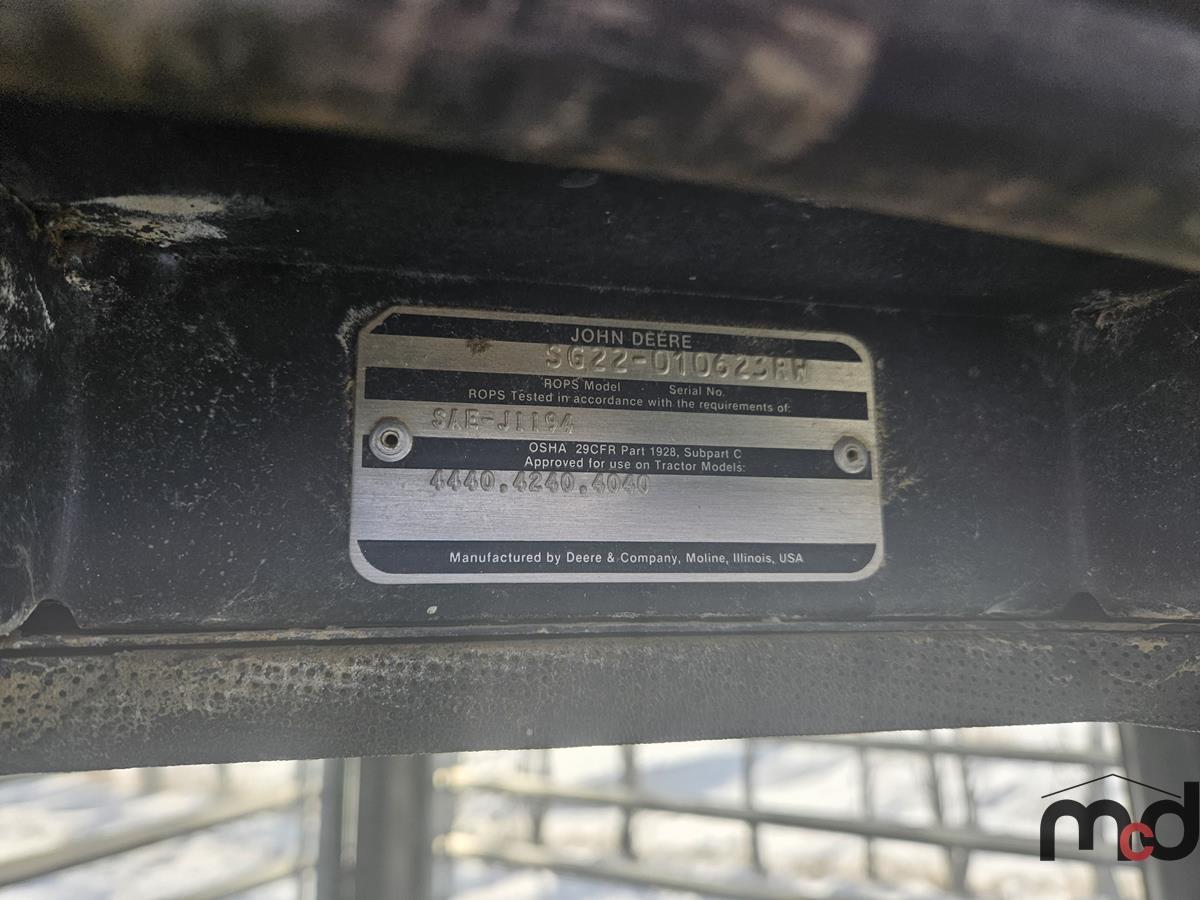 JOHN DEERE
SG22-010623RW
ROPS Model Serial No.
ROPS Tested in accordance with the requirements of:
SAE-J1194
OSHA 29CFR Part 1928, Subpart C
Approved for use on Tractor Models:
4440,4240,4040
Manufactured by Deere & Company, Moline, Illinois, USA
mcd